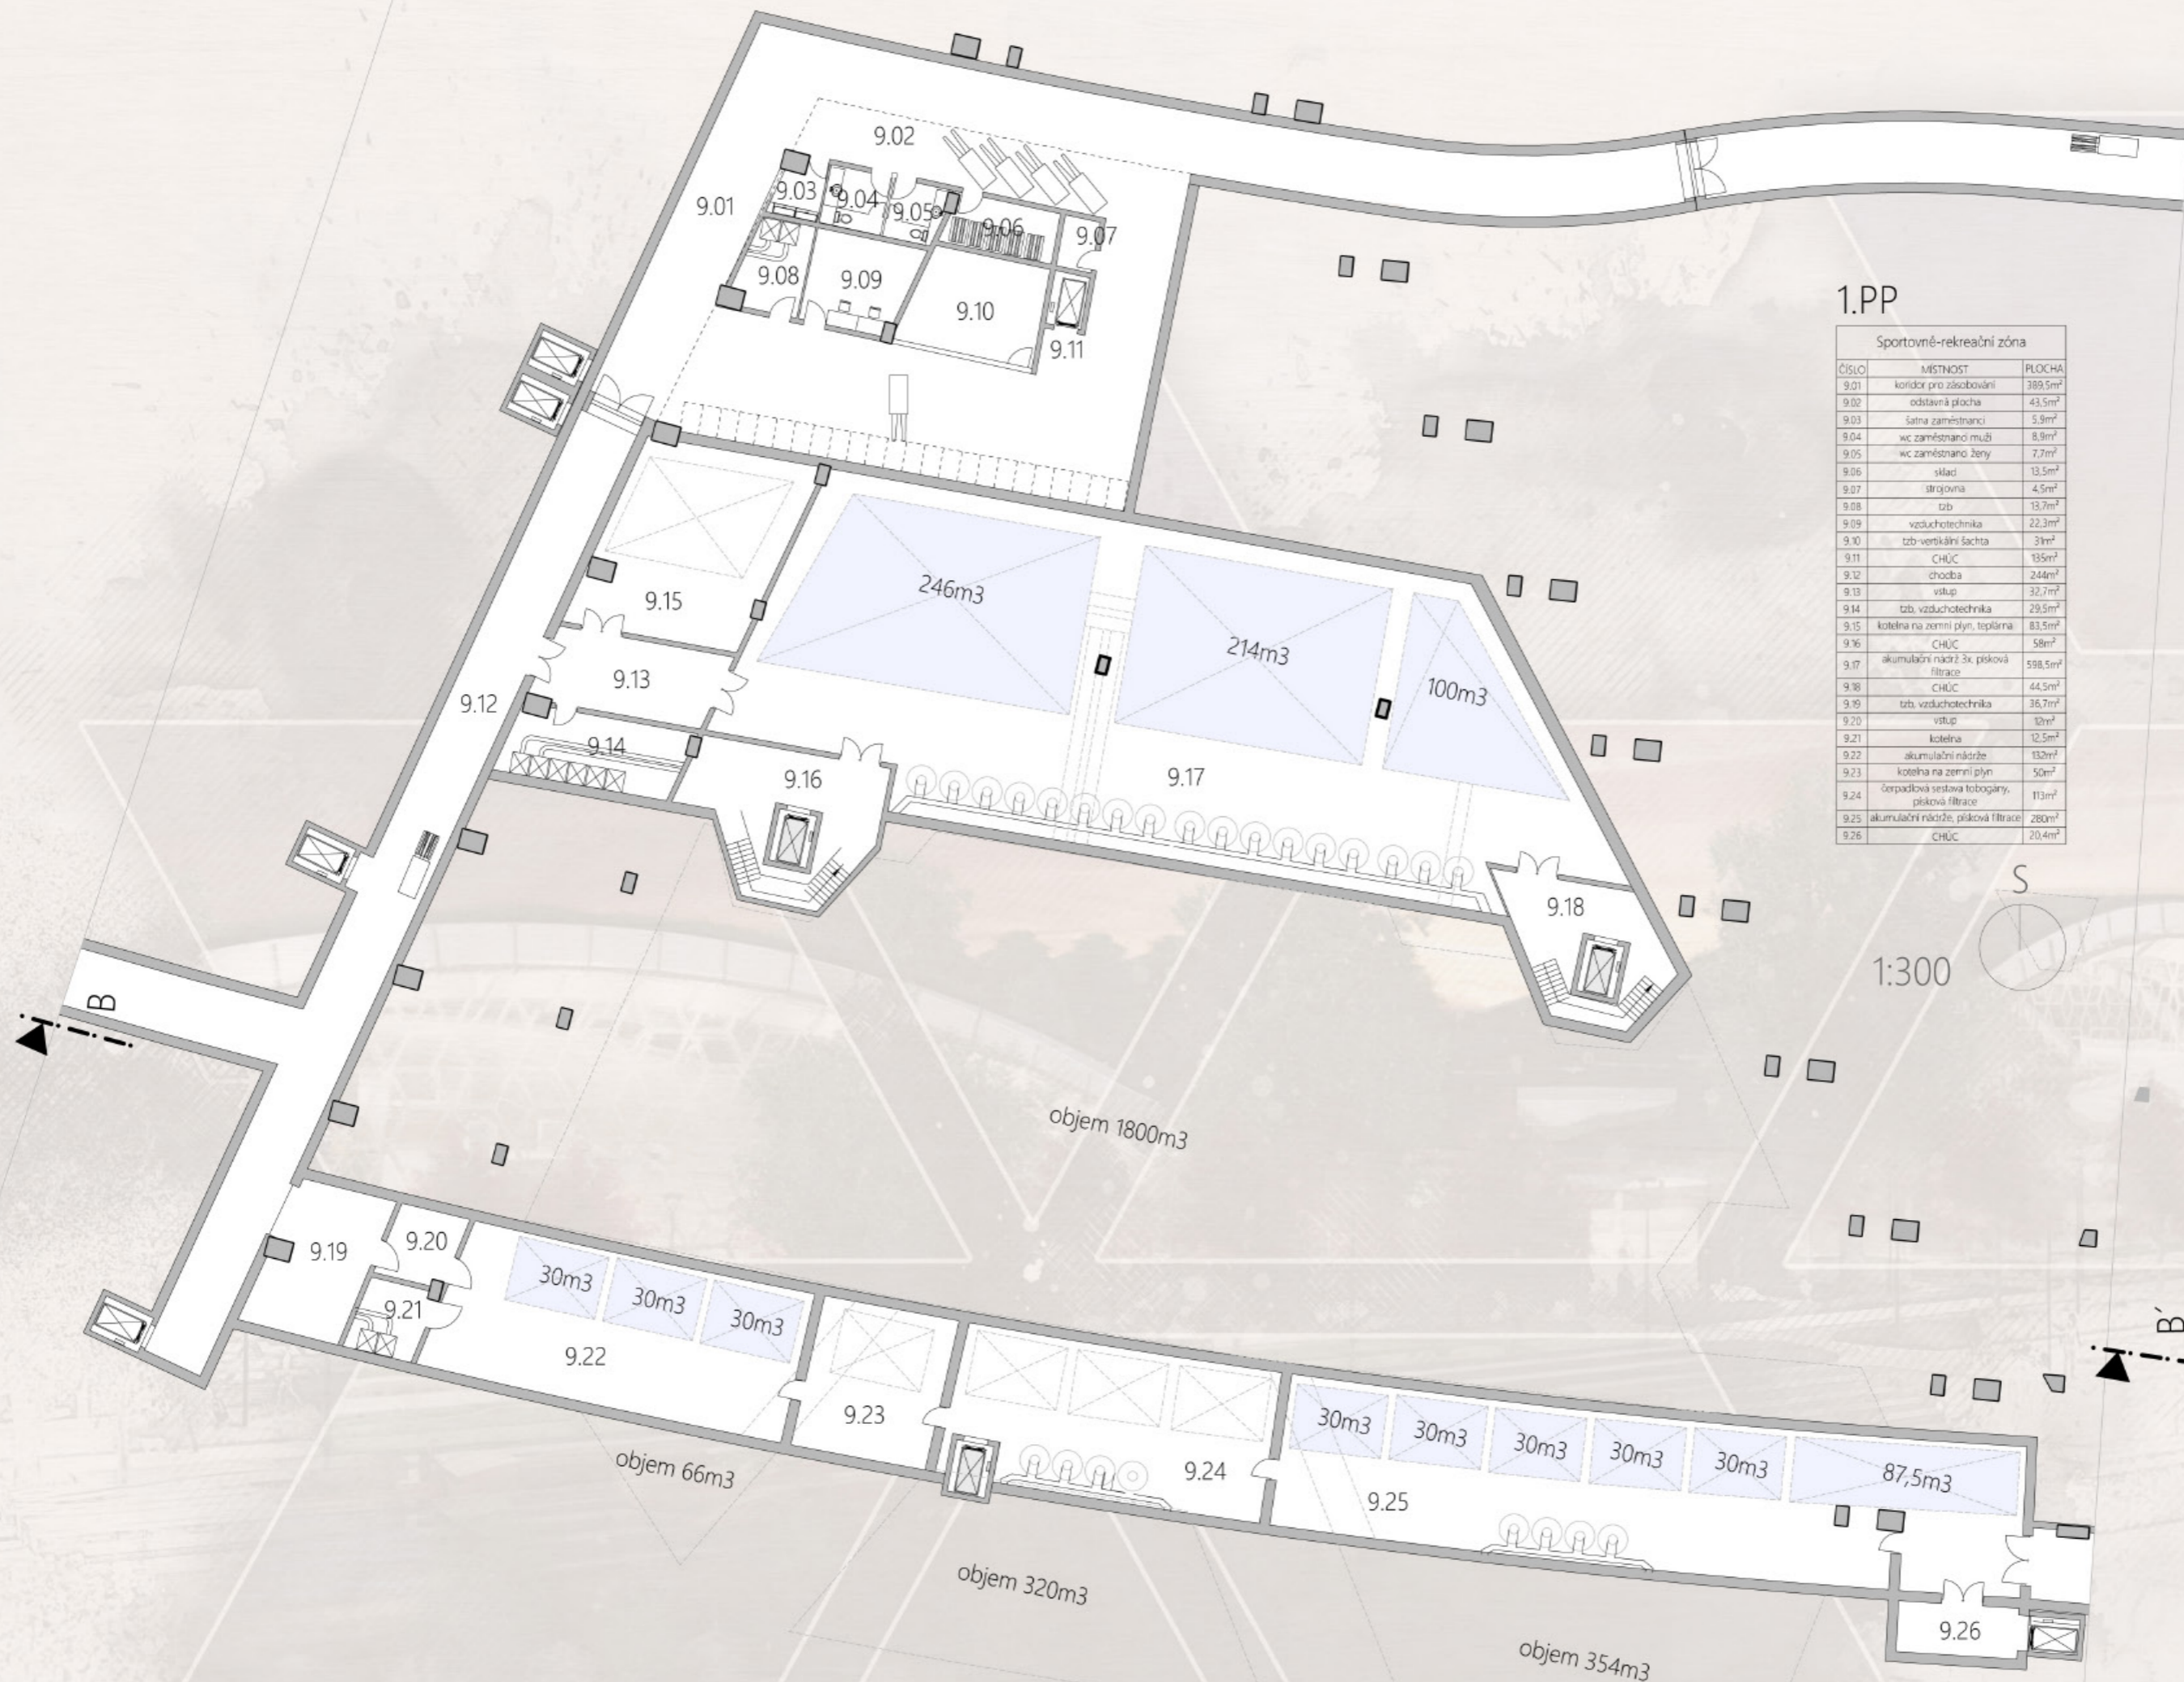 9.02
9.03
9.04
9.05
9.01
9.06
9.07
9.08
9.09
9.10
9.11
1.PP
Sportovně-rekreační zóna
ČÍSLO MÍSTNOST PLOCHA
9.01 koridor pro zásobování 389,5m²
9.02 odstavná plocha 43,5m²
9.03 šatna zaměstnanci 5,9m²
9.04 wc zaměstnanci muži 8,9m²
9.05 wc zaměstnanci ženy 7,7m²
9.06 sklad 13,5m²
9.07 strojovna 4,5m²
9.08 tzb 13,7m²
9.09 vzduchotechnika 22,3m²
9.10 tzb-vertikální šachta 31m²
9.11 CHÚC 135m²
9.12 chodba 244m²
9.13 vstup 32,7m²
9.14 tzb, vzduchotechnika 29,5m²
9.15 kotelna na zemní plyn, teplárna 83,5m²
9.16 CHÚC 58m²
9.17 akumulační nádrž 3x, písková filtrace 598,5m²
9.18 CHÚC 44,5m²
9.19 tzb, vzduchotechnika 36,7m²
9.20 vstup 12m²
9.21 kotelna 12,5m²
9.22 akumulační nádrže 132m²
9.23 kotelna na zemní plyn 50m²
9.24 čerpadlová sestava tobogány, písková filtrace 113m²
9.25 akumulační nádrže, písková filtrace 280m²
9.26 CHÚC 20,4m²
S
1:300
246m3
214m3
100m3
9.15
9.13
9.12
9.14
9.16
9.17
9.18
B
objem 1800m3
B´
9.19
9.20
9.21
30m3
30m3
30m3
9.22
9.23
9.24
30m3
30m3
30m3
30m3
30m3
87,5m3
9.25
9.26
objem 66m3
objem 320m3
objem 354m3